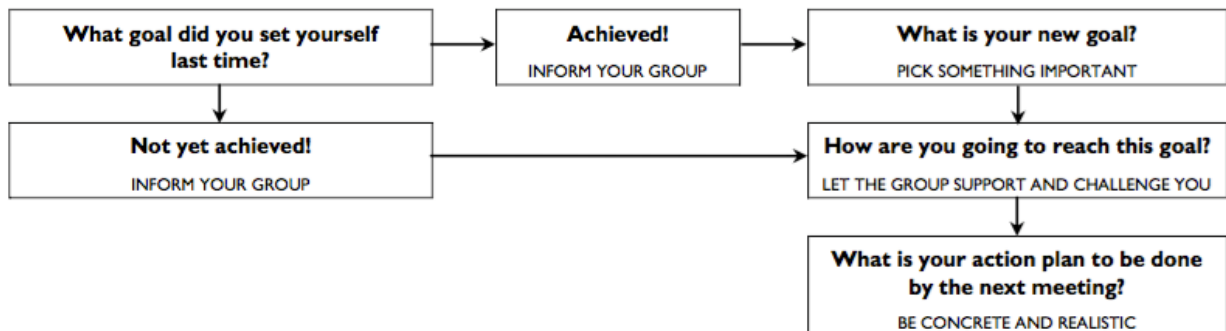 What goal did you set yourself
last time?
Achieved!
INFORM YOUR GROUP
What is your new goal?
PICK SOMETHING IMPORTANT
Not yet achieved!
INFORM YOUR GROUP
How are you going to reach this goal?
LET THE GROUP SUPPORT AND CHALLENGE YOU
What is your action plan to be done
by the next meeting?
BE CONCRETE AND REALISTIC